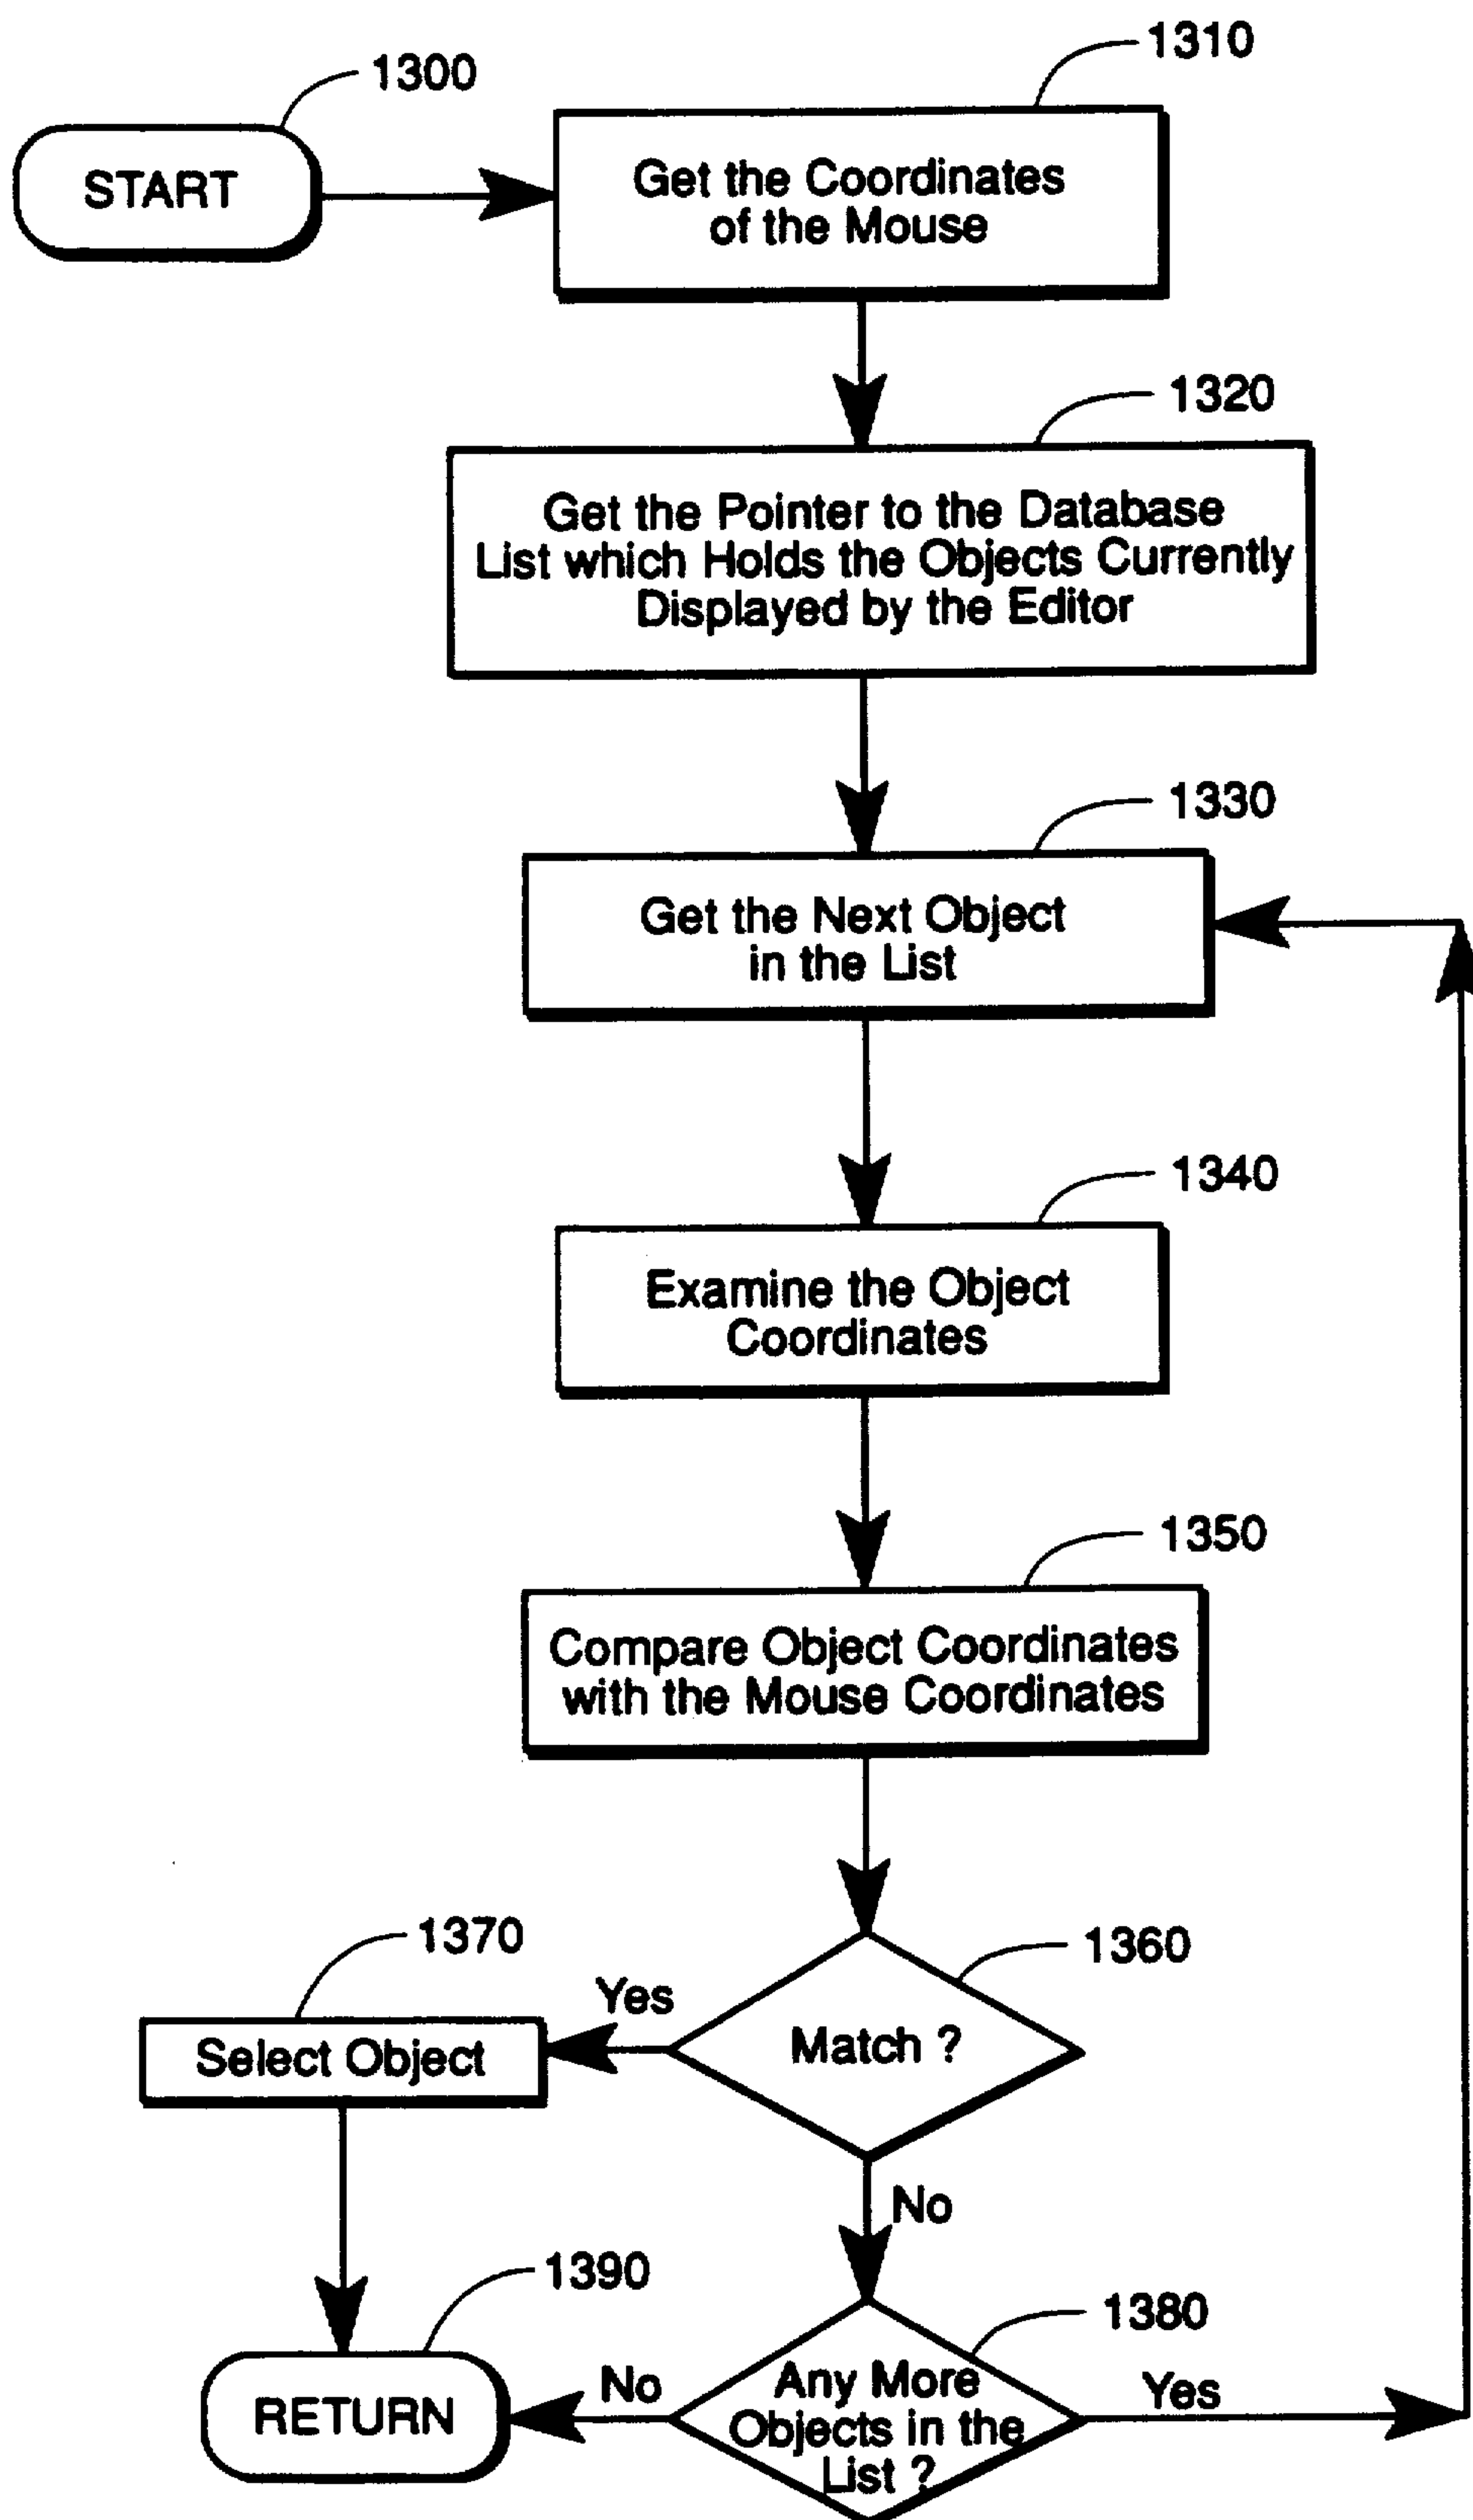 1300
START
1310
Get the Coordinates
of the Mouse
1320
Get the Pointer to the Database
List which Holds the Objects Currently
Displayed by the Editor
1330
Get the Next Object
in the List
1340
Examine the Object
Coordinates
1350
Compare Object Coordinates
with the Mouse Coordinates
1360
Match ?
Yes
1370
Select Object
No
1380
Any More
Objects in the
List ?
Yes
No
1390
RETURN